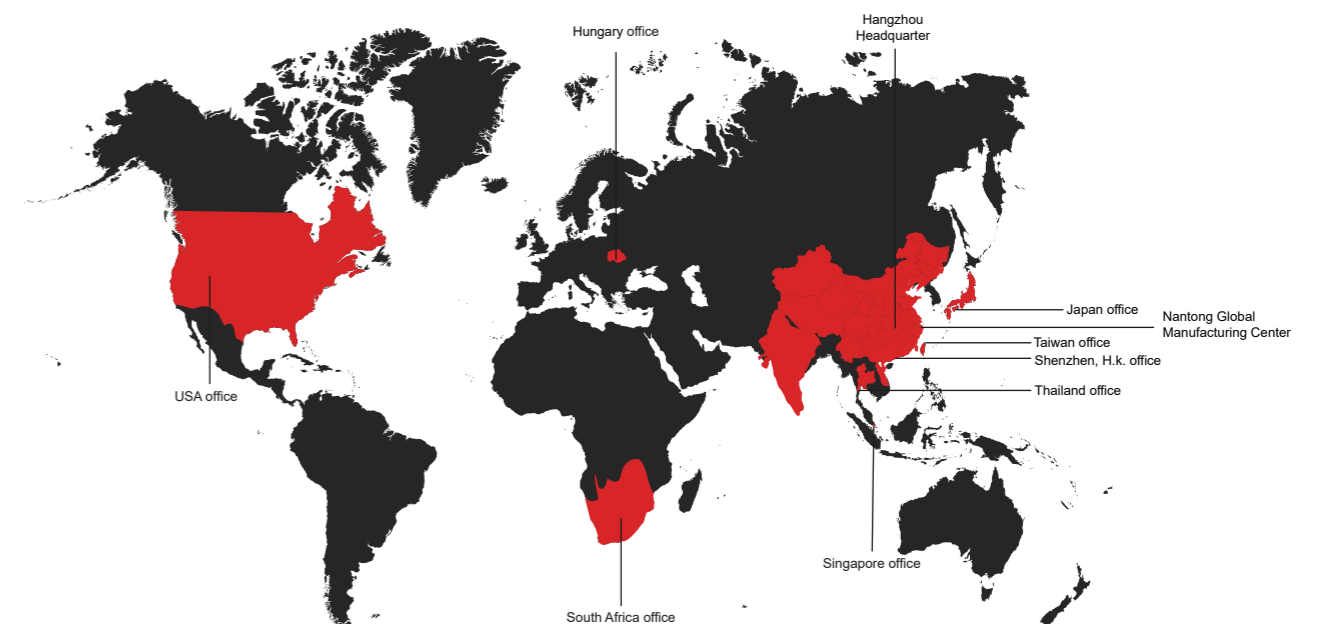 Hangzhou
Headquarter
Hungary office
Japan office
Nantong Global
Manufacturing Center
Taiwan office
Shenzhen, H.k. office
Thailand office
USA office
Singapore office
South Africa office